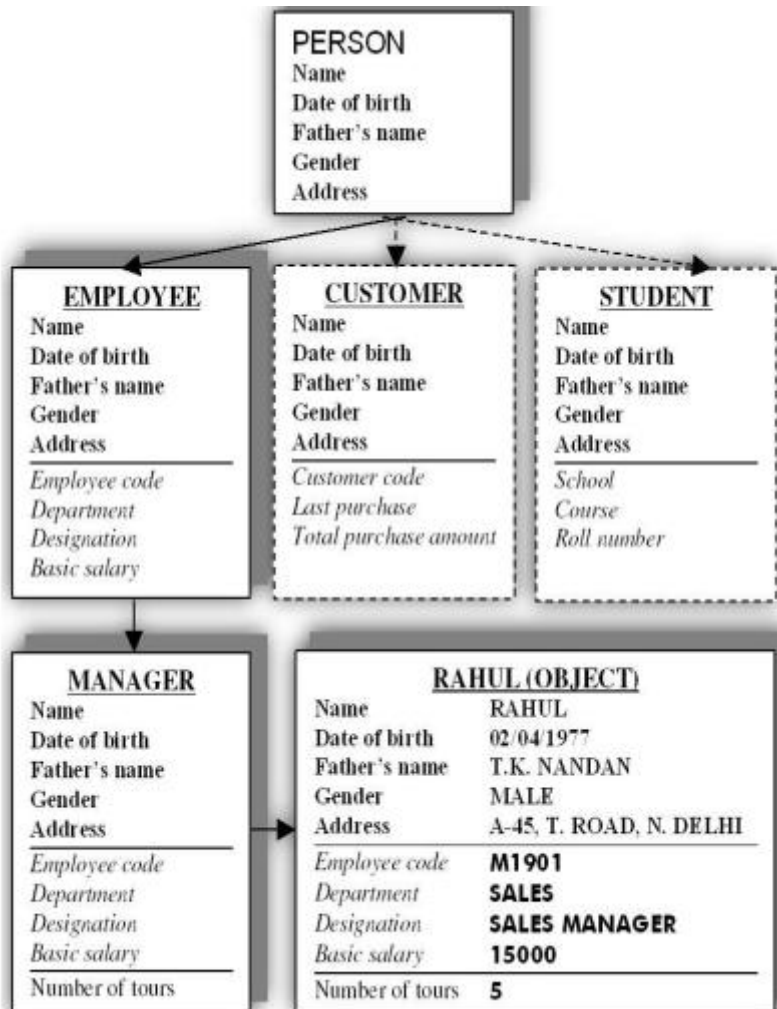 PERSON
Name
Date of birth
Father's name
Gender
Address
EMPLOYEE
Name
Date of birth
Father's name
Gender
Address
Employee code
Department
Designation
Basic salary
CUSTOMER
Name
Date of birth
Father's name
Gender
Address
Customer code
Last purchase
Total purchase amount
STUDENT
Name
Date of birth
Father's name
Gender
Address
School
Course
Roll number
MANAGER
Name
Date of birth
Father's name
Gender
Address
Employee code
Department
Designation
Basic salary
Number of tours
RAHUL (OBJECT)
Name RAHUL
Date of birth 02/04/1977
Father's name T.K. NANDAN
Gender MALE
Address A-45, T. ROAD, N. DELHI
Employee code M1901
Department SALES
Designation SALES MANAGER
Basic salary 15000
Number of tours 5